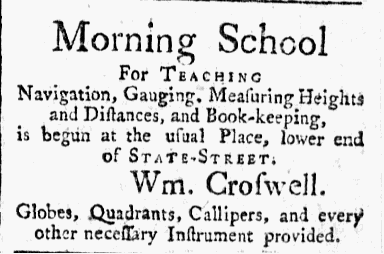 Morning School
For TEACHING
Navigation, Gauging, Meaſuring Heights
and Diſtances, and Book-keeping,
is begun at the uſual Place, lower end
of STATE-STREET.
Wm. Croſwell.
Globes, Quadrants, Callipers, and every
other neceſſary Inſtrument provided.